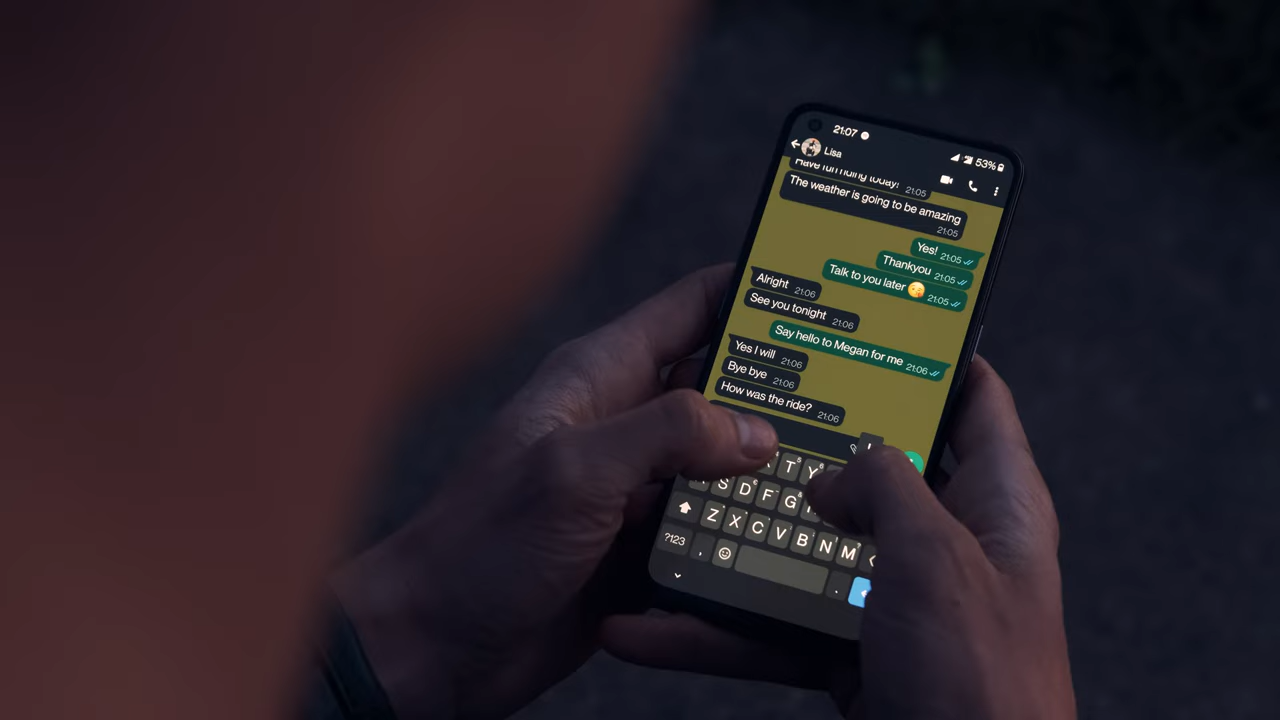 21:07
53%
Lisa
Have fun riding today! 21:05
The weather is going to be amazing
21:05
Yes! 21:05
Thankyou 21:05
Talk to you later 21:05
Alright 21:06
See you tonight 21:06
Say hello to Megan for me 21:06
Yes I will 21:06
Bye bye 21:06
How was the ride? 21:06
T Y
S D F G
Z X C V B N M
?123 , .